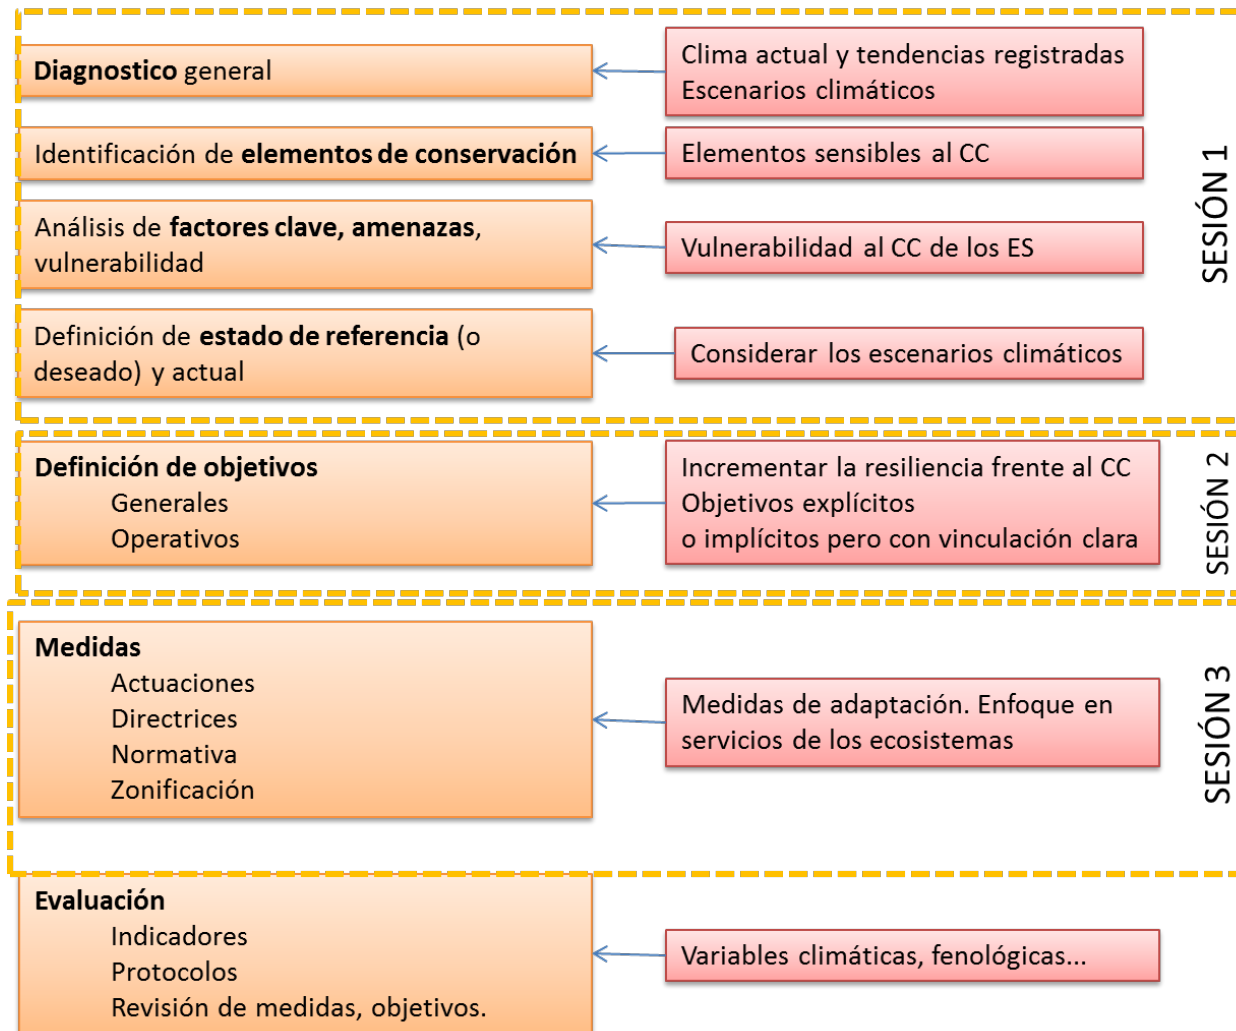 Diagnostico general
Clima actual y tendencias registradas
Escenarios climáticos
Identificación de elementos de conservación
Elementos sensibles al CC
Análisis de factores clave, amenazas,
vulnerabilidad
Vulnerabilidad al CC de los ES
Definición de estado de referencia (o
deseado) y actual
Considerar los escenarios climáticos
SESIÓN 1
Definición de objetivos
Generales
Operativos
Incrementar la resiliencia frente al CC
Objetivos explícitos
o implícitos pero con vinculación clara
SESIÓN 2
Medidas
Actuaciones
Directrices
Normativa
Zonificación
Medidas de adaptación. Enfoque en
servicios de los ecosistemas
SESIÓN 3
Evaluación
Indicadores
Protocolos
Revisión de medidas, objetivos.
Variables climáticas, fenológicas...